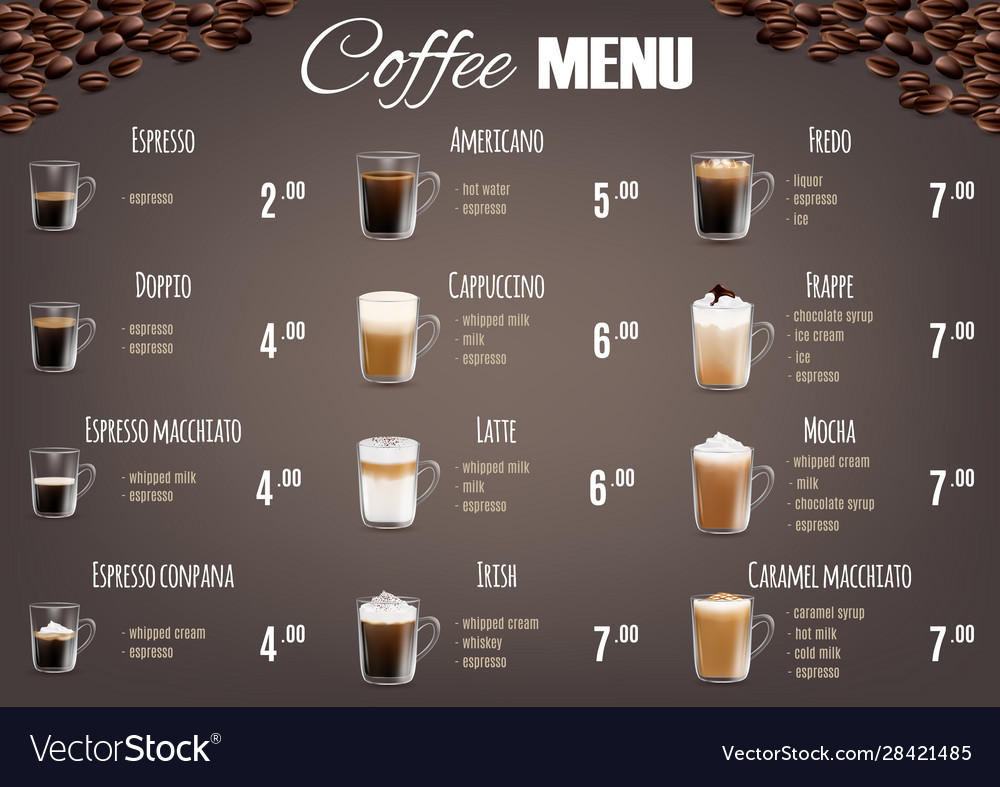 Coffee MENU
ESPRESSO
- espresso
2.00
AMERICANO
- hot water
- espresso
5.00
FREDO
- liquor
- espresso
- ice
7.00
DOPPIO
- espresso
- espresso
4.00
CAPPUCCINO
- whipped milk
- milk
- espresso
6.00
FRAPPE
- chocolate syrup
- ice cream
- ice
- espresso
7.00
ESPRESSO MACCHIATO
- whipped milk
- espresso
4.00
LATTE
- whipped milk
- milk
- espresso
6.00
MOCHA
- whipped cream
- milk
- chocolate syrup
- espresso
7.00
ESPRESSO CONPANA
- whipped cream
- espresso
4.00
IRISH
- whipped cream
- whiskey
- espresso
7.00
CARAMEL MACCHIATO
- caramel syrup
- hot milk
- cold milk
- espresso
7.00
VectorStock®
VectorStock.com/28421485